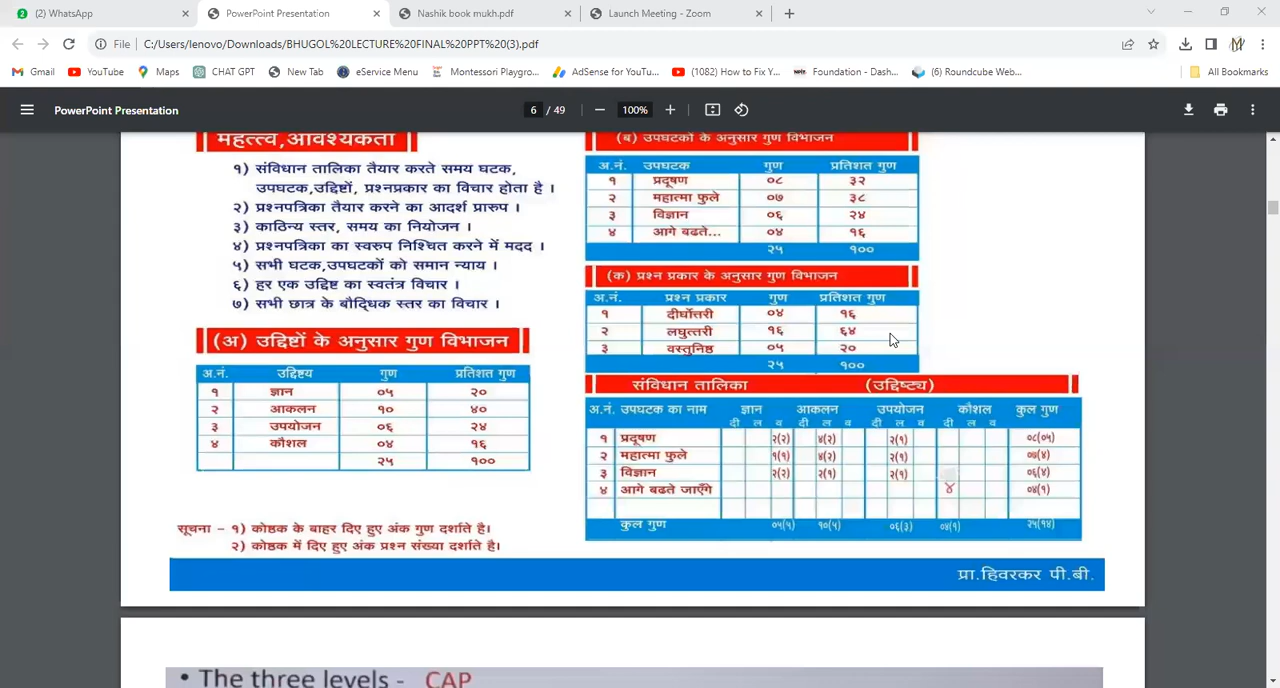 (2) WhatsApp
PowerPoint Presentation
Nashik book mukh.pdf
Launch Meeting - Zoom
File
C:/Users/lenovo/Downloads/BHUGOL%20LECTURE%20FINAL%20PPT%20(3).pdf
Gmail
YouTube
Maps
CHAT GPT
New Tab
eService Menu
Montessori Playgro...
AdSense for YouTu...
(1082) How to Fix Y...
Foundation - Dash...
(6) Roundcube Web...
All Bookmarks
PowerPoint Presentation
6 / 49
100%
महत्त्व,आवश्यकता
१) संविधान तालिका तैयार करते समय घटक,
उपघटक,उद्दिष्टों, प्रश्नप्रकार का विचार होता है ।
२) प्रश्नपत्रिका तैयार करने का आदर्श प्रारुप ।
३) काठिन्य स्तर, समय का नियोजन ।
४) प्रश्नपत्रिका का स्वरुप निश्चित करने में मदद ।
५) सभी घटक,उपघटकों को समान न्याय ।
६) हर एक उद्दिष्ट का स्वतंत्र विचार ।
७) सभी छात्र के बौद्धिक स्तर का विचार ।
(अ) उद्दिष्टों के अनुसार गुण विभाजन
अ.नं. उद्दिष्टय गुण प्रतिशत गुण
१ ज्ञान ०५ २०
२ आकलन १० ४०
३ उपयोजन ०६ २४
४ कौशल ०४ १६
२५ १००
सूचना - १) कोष्ठक के बाहर दिए हुए अंक गुण दर्शाते है।
२) कोष्ठक में दिए हुए अंक प्रश्न संख्या दर्शाते है।
(ब) उपघटकों के अनुसार गुण विभाजन
अ.नं. उपघटक गुण प्रतिशत गुण
१ प्रदूषण ०८ ३२
२ महात्मा फुले ०७ ३८
३ विज्ञान ०६ २४
४ आगे बढते... ०४ १६
२५ १००
(क) प्रश्न प्रकार के अनुसार गुण विभाजन
अ.नं. प्रश्न प्रकार गुण प्रतिशत गुण
१ दीर्घोत्तरी ०४ १६
२ लघुत्तरी १६ ६४
३ वस्तुनिष्ठ ०५ २०
२५ १००
संविधान तालिका (उद्दिष्ट्य)
अ.नं. उपघटक का नाम ज्ञान आकलन उपयोजन कौशल कुल गुण
दी ल व दी ल व दी ल व दी ल व
१ प्रदूषण २(२) ४(२) २(१) ०८(०५)
२ महात्मा फुले १(१) ४(२) २(१) ०७(४)
३ विज्ञान २(२) २(१) २(१) ०६(४)
४ आगे बढते जाएँगे ४ ०४(१)
कुल गुण ०५(५) १०(५) ०६(३) ०४(१) २५(१४)
प्रा.हिवरकर पी.बी.
• The three levels - CAP